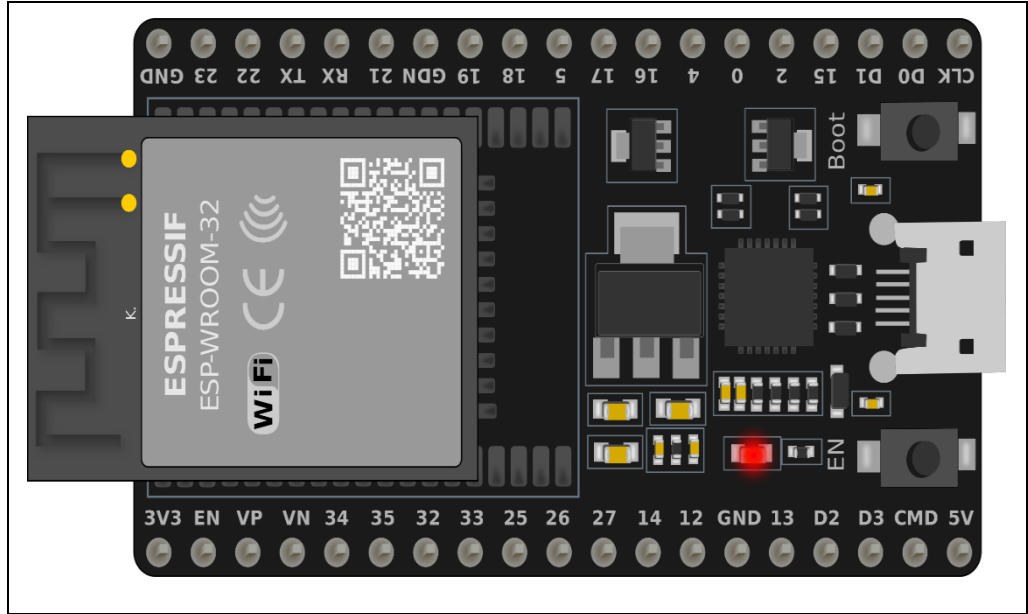 GND 23 22 TX RX 21 GDN 19 18 5 17 16 4 0 2 15 D1 D0 CLK
Boot
K.
ESPRESSIF
ESP-WROOM-32
CE
WiFi
EN
3V3 EN VP VN 34 35 32 33 25 26 27 14 12 GND 13 D2 D3 CMD 5V